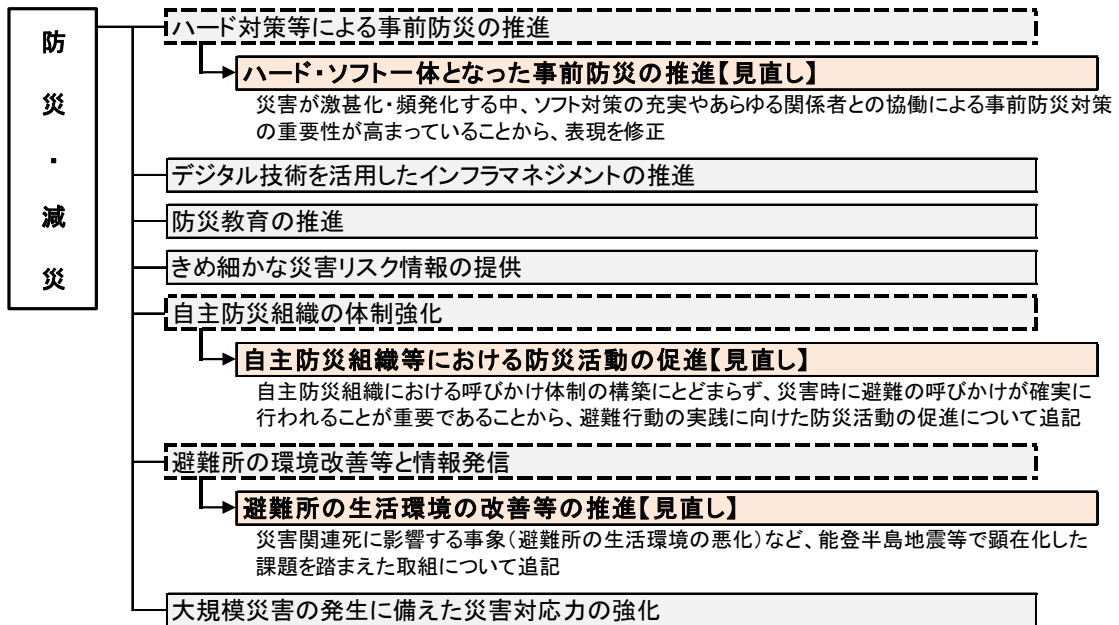 防災・減災
ハード対策等による事前防災の推進
ハード・ソフト一体となった事前防災の推進【見直し】
災害が激甚化・頻発化する中、ソフト対策の充実やあらゆる関係者との協働による事前防災対策
の重要性が高まっていることから、表現を修正
デジタル技術を活用したインフラマネジメントの推進
防災教育の推進
きめ細かな災害リスク情報の提供
自主防災組織の体制強化
自主防災組織等における防災活動の促進【見直し】
自主防災組織における呼びかけ体制の構築にとどまらず、災害時に避難の呼びかけが確実に
行われることが重要であることから、避難行動の実践に向けた防災活動の促進について追記
避難所の環境改善等と情報発信
避難所の生活環境の改善等の推進【見直し】
災害関連死に影響する事象(避難所の生活環境の悪化)など、能登半島地震等で顕在化した
課題を踏まえた取組について追記
大規模災害の発生に備えた災害対応力の強化